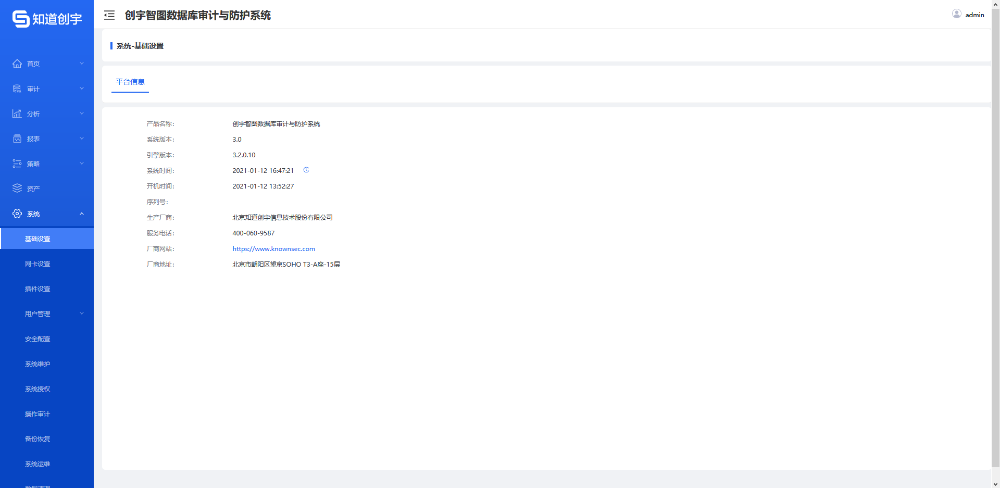 知道创宇
创宇智图数据库审计与防护系统
admin
首页
审计
分析
报表
策略
资产
系统
基础设置
网卡设置
插件设置
用户管理
安全配置
系统维护
系统授权
操作审计
备份恢复
系统运维
数据清理
系统-基础设置
平台信息
产品名称: 创宇智图数据库审计与防护系统
系统版本: 3.0
引擎版本: 3.2.0.10
系统时间: 2021-01-12 16:47:21
开机时间: 2021-01-12 13:52:27
序列号:
生产厂商: 北京知道创宇信息技术股份有限公司
服务电话: 400-060-9587
厂商网站: https://www.knownsec.com
厂商地址: 北京市朝阳区望京SOHO T3-A座-15层